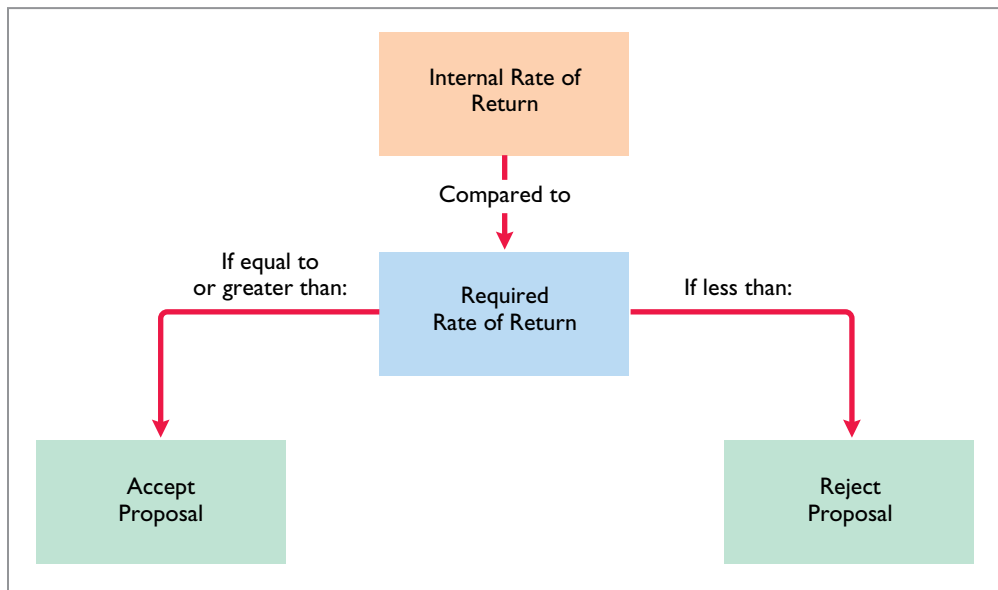 Internal Rate of
Return
Compared to
If equal to
or greater than:
Required
Rate of Return
If less than:
Accept
Proposal
Reject
Proposal